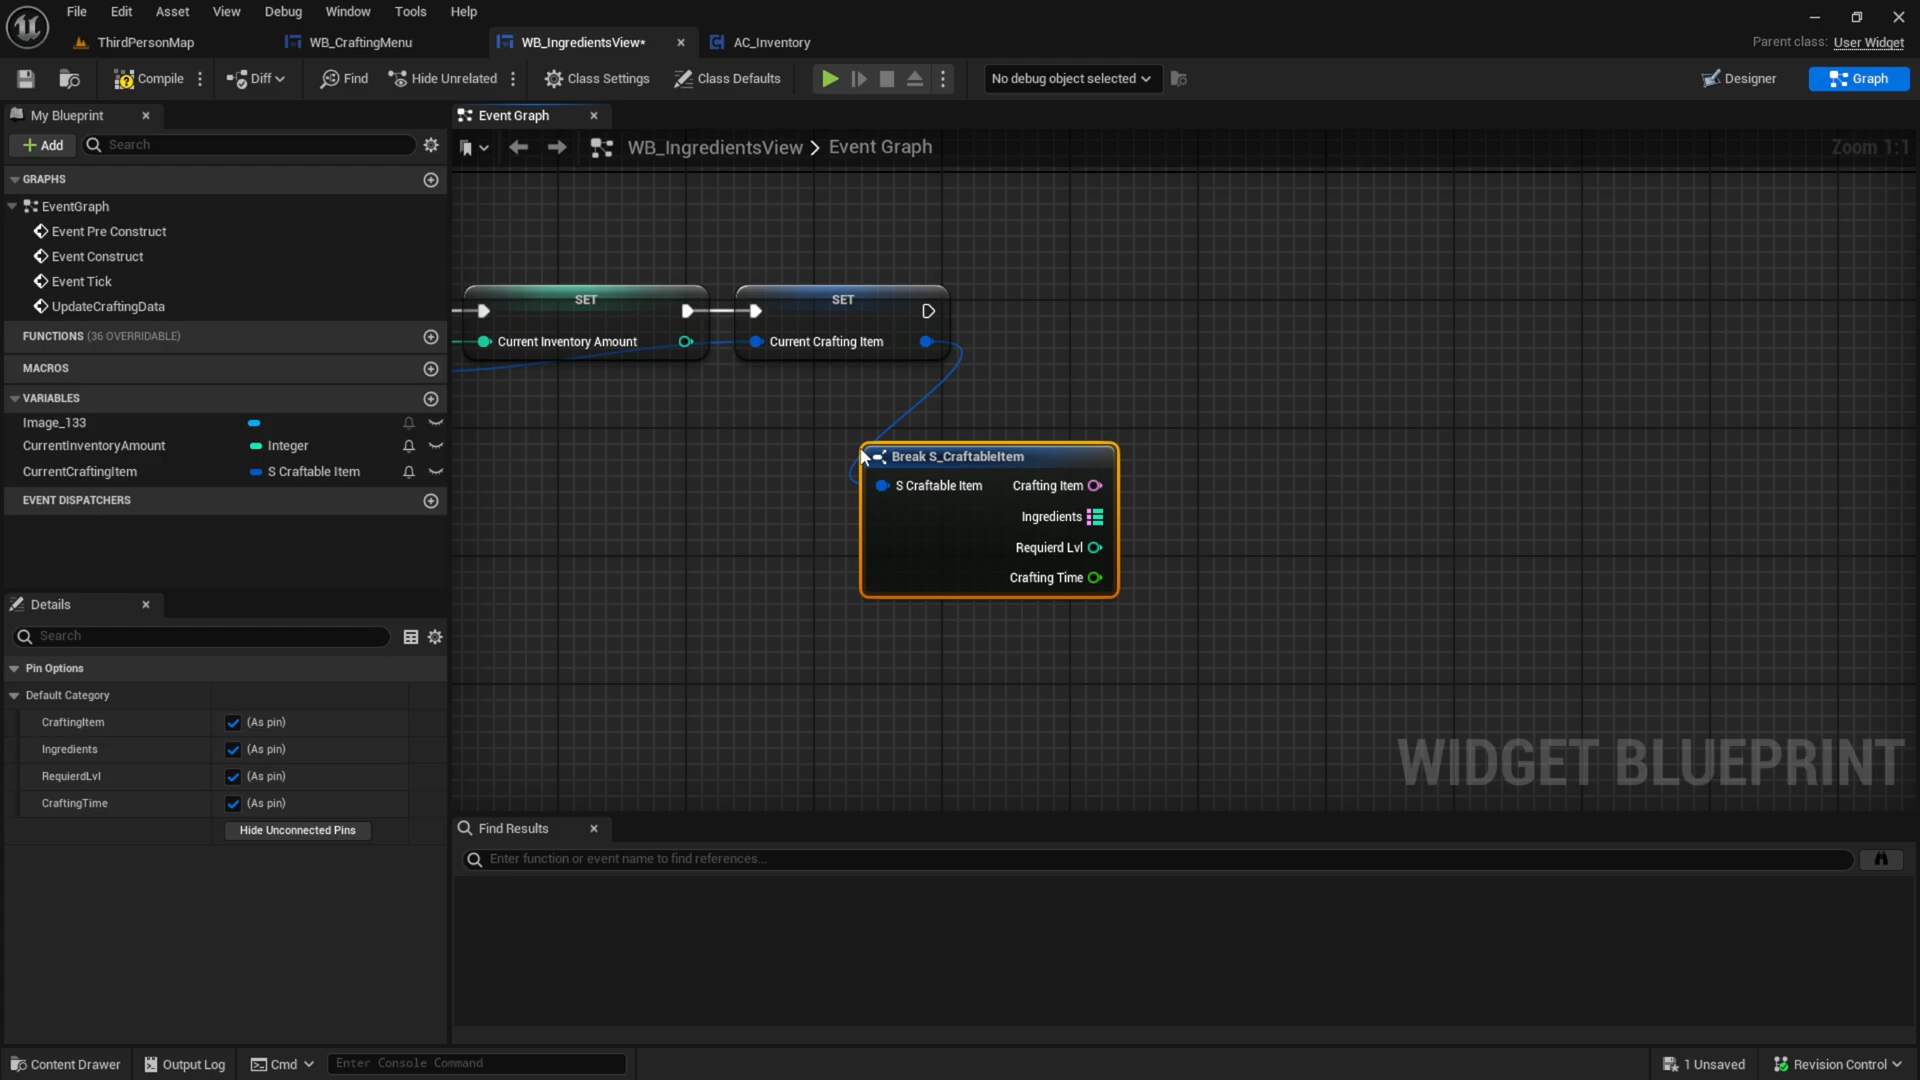 File Edit Asset View Debug Window Tools Help
ThirdPersonMap WB_CraftingMenu WB_IngredientsView* AC_Inventory Parent class: User Widget
Compile Diff Find Hide Unrelated Class Settings Class Defaults No debug object selected Designer Graph
My Blueprint
Event Graph
Add Search
WB_IngredientsView > Event Graph Zoom 1:1
GRAPHS
EventGraph
Event Pre Construct
Event Construct
Event Tick
UpdateCraftingData
FUNCTIONS (36 OVERRIDABLE)
MACROS
VARIABLES
Image_133
CurrentInventoryAmount Integer
CurrentCraftingItem S Craftable Item
EVENT DISPATCHERS
SET
Current Inventory Amount
SET
Current Crafting Item
Break S_CraftableItem
S Craftable Item Crafting Item
Ingredients
Requierd Lvl
Crafting Time
WIDGET BLUEPRINT
Details
Search
Pin Options
Default Category
CraftingItem (As pin)
Ingredients (As pin)
RequierdLvl (As pin)
CraftingTime (As pin)
Hide Unconnected Pins
Find Results
Enter function or event name to find references...
Content Drawer Output Log Cmd Enter Console Command 1 Unsaved Revision Control